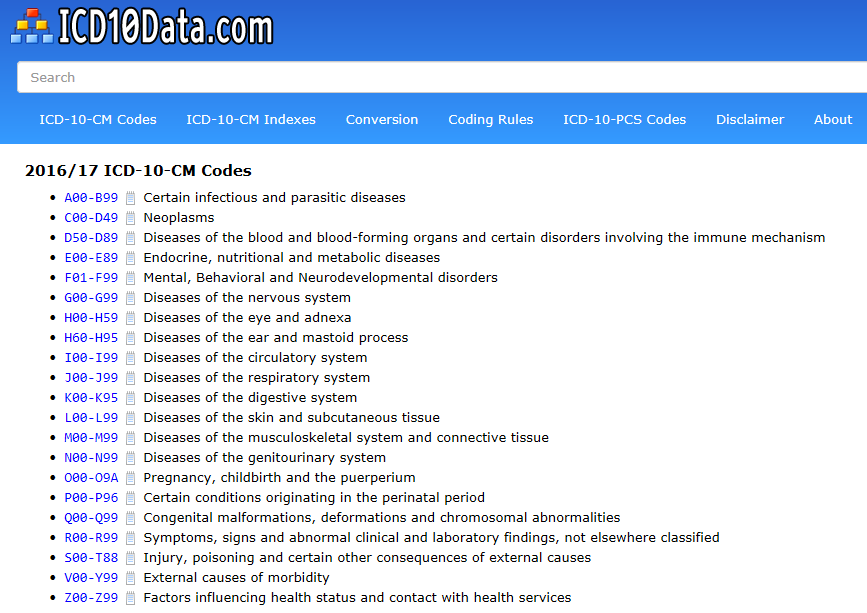 ICD10Data.com
Search
ICD-10-CM Codes ICD-10-CM Indexes Conversion Coding Rules ICD-10-PCS Codes Disclaimer About
2016/17 ICD-10-CM Codes
• A00-B99 Certain infectious and parasitic diseases
• C00-D49 Neoplasms
• D50-D89 Diseases of the blood and blood-forming organs and certain disorders involving the immune mechanism
• E00-E89 Endocrine, nutritional and metabolic diseases
• F01-F99 Mental, Behavioral and Neurodevelopmental disorders
• G00-G99 Diseases of the nervous system
• H00-H59 Diseases of the eye and adnexa
• H60-H95 Diseases of the ear and mastoid process
• I00-I99 Diseases of the circulatory system
• J00-J99 Diseases of the respiratory system
• K00-K95 Diseases of the digestive system
• L00-L99 Diseases of the skin and subcutaneous tissue
• M00-M99 Diseases of the musculoskeletal system and connective tissue
• N00-N99 Diseases of the genitourinary system
• O00-O9A Pregnancy, childbirth and the puerperium
• P00-P96 Certain conditions originating in the perinatal period
• Q00-Q99 Congenital malformations, deformations and chromosomal abnormalities
• R00-R99 Symptoms, signs and abnormal clinical and laboratory findings, not elsewhere classified
• S00-T88 Injury, poisoning and certain other consequences of external causes
• V00-Y99 External causes of morbidity
• Z00-Z99 Factors influencing health status and contact with health services